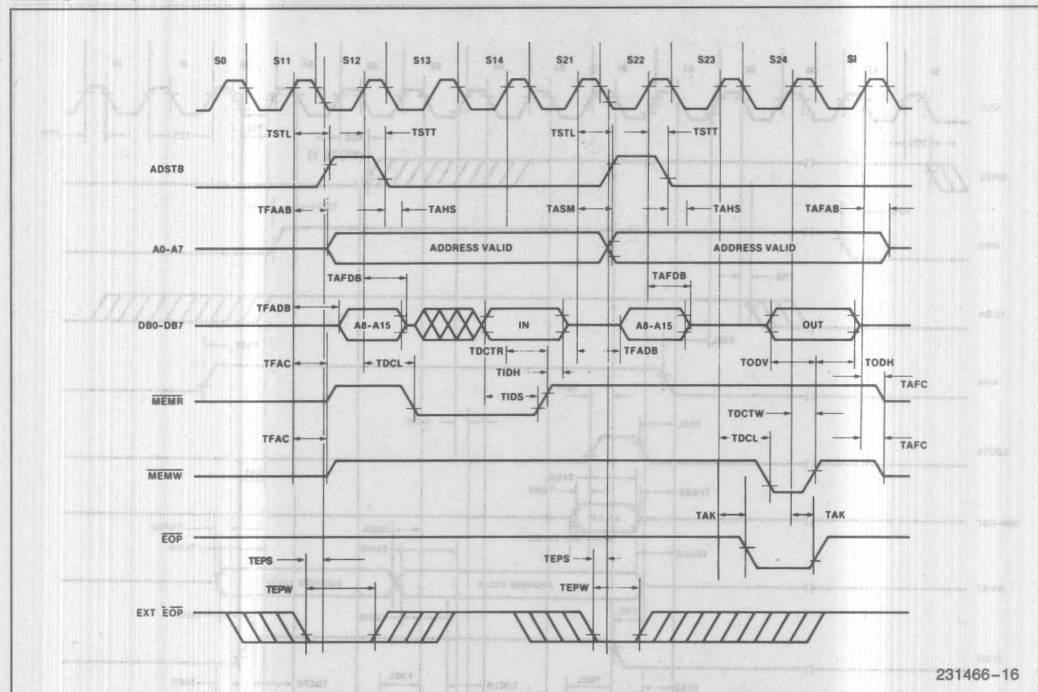 S0 S11 S12 S13 S14 S21 S22 S23 S24 SI
TSTL TSTT TSTL TSTT
ADSTB
TFAAB TAHS TASM TAHS TAFAB
A0-A7 ADDRESS VALID ADDRESS VALID
TAFDB TAFDB
TFADB
DB0-DB7 A8-A15 IN A8-A15 OUT
TDCTR TFADB TODV TODH
TFAC TDCL TIDH TAFC
MEMR TIDS
TDCTW
TFAC TDCL TAFC
MEMW
TAK TAK
EOP
TEPS TEPS
TEPW TEPW
EXT EOP
231466-16